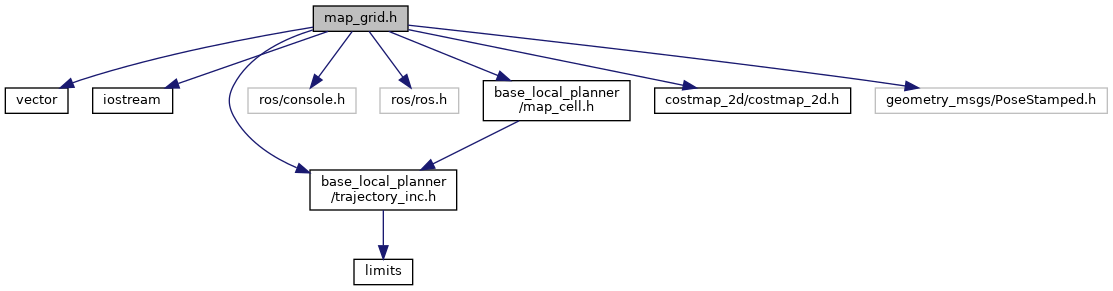 map_grid.h
vector
iostream
ros/console.h
ros/ros.h
base_local_planner
/map_cell.h
costmap_2d/costmap_2d.h
geometry_msgs/PoseStamped.h
base_local_planner
/trajectory_inc.h
limits